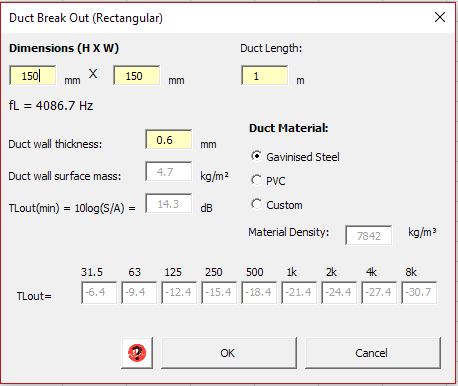 Duct Break Out (Rectangular)
Dimensions (H X W) Duct Length:
150 mm X 150 mm 1 m
fL = 4086.7 Hz
Duct Material:
Duct wall thickness: 0.6 mm
Gavinised Steel
Duct wall surface mass: 4.7 kg/m²
PVC
TLout(min) = 10log(S/A) = 14.3 dB
Custom
Material Density: 7842 kg/m³
31.5 63 125 250 500 1k 2k 4k 8k
TLout= -6.4 -9.4 -12.4 -15.4 -18.4 -21.4 -24.4 -27.4 -30.7
? OK Cancel